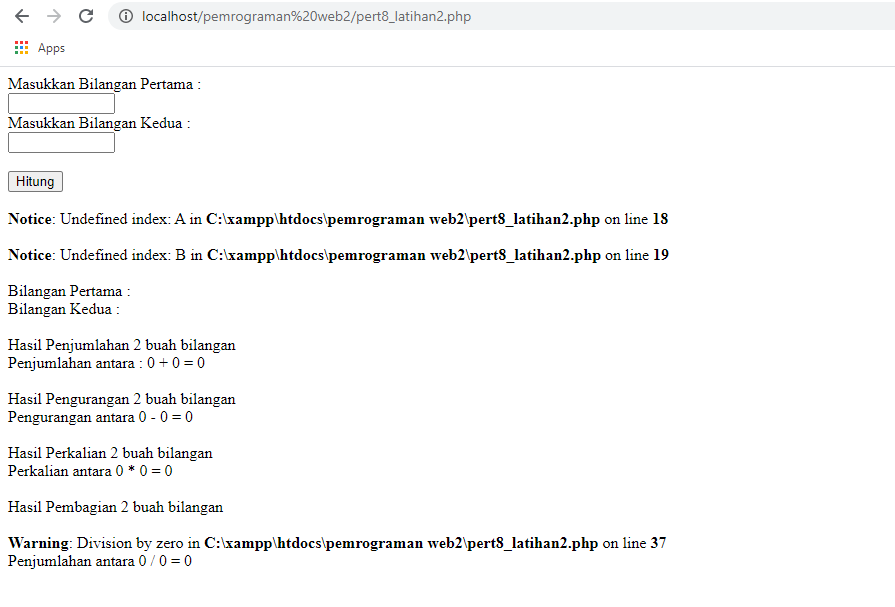 localhost/pemrograman%20web2/pert8_latihan2.php
Apps
Masukkan Bilangan Pertama :
Masukkan Bilangan Kedua :
Hitung
Notice: Undefined index: A in C:\xampp\htdocs\pemrograman web2\pert8_latihan2.php on line 18
Notice: Undefined index: B in C:\xampp\htdocs\pemrograman web2\pert8_latihan2.php on line 19
Bilangan Pertama :
Bilangan Kedua :
Hasil Penjumlahan 2 buah bilangan
Penjumlahan antara : 0 + 0 = 0
Hasil Pengurangan 2 buah bilangan
Pengurangan antara 0 - 0 = 0
Hasil Perkalian 2 buah bilangan
Perkalian antara 0 * 0 = 0
Hasil Pembagian 2 buah bilangan
Warning: Division by zero in C:\xampp\htdocs\pemrograman web2\pert8_latihan2.php on line 37
Penjumlahan antara 0 / 0 = 0